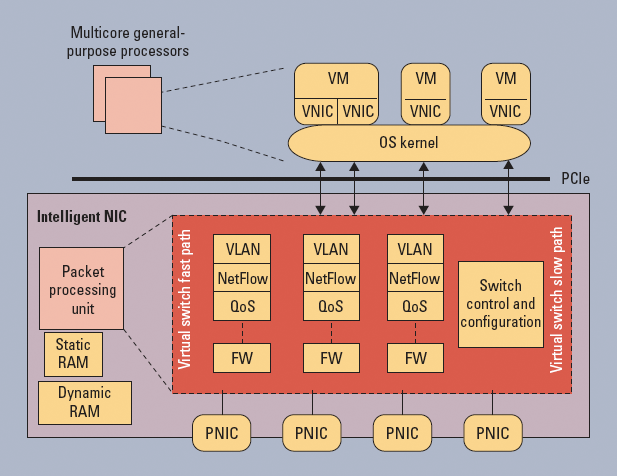 Multicore general-
purpose processors
VM
VM
VM
VNIC
VNIC
VNIC
VNIC
OS kernel
PCIe
Intelligent NIC
Packet
processing
unit
Static
RAM
Dynamic
RAM
Virtual switch fast path
VLAN
NetFlow
QoS
FW
VLAN
NetFlow
QoS
FW
VLAN
NetFlow
QoS
FW
Switch
control and
configuration
Virtual switch slow path
PNIC
PNIC
PNIC
PNIC